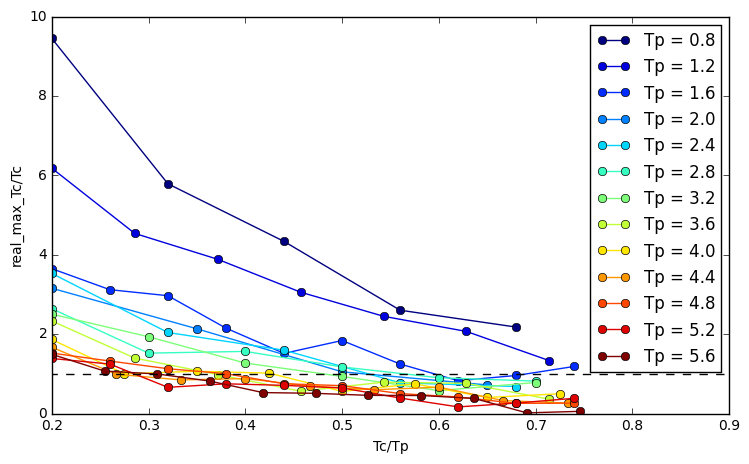 10
8
6
4
2
0
real_max_Tc/Tc
Tp = 0.8
Tp = 1.2
Tp = 1.6
Tp = 2.0
Tp = 2.4
Tp = 2.8
Tp = 3.2
Tp = 3.6
Tp = 4.0
Tp = 4.4
Tp = 4.8
Tp = 5.2
Tp = 5.6
0.2 0.3 0.4 0.5 0.6 0.7 0.8 0.9
Tc/Tp